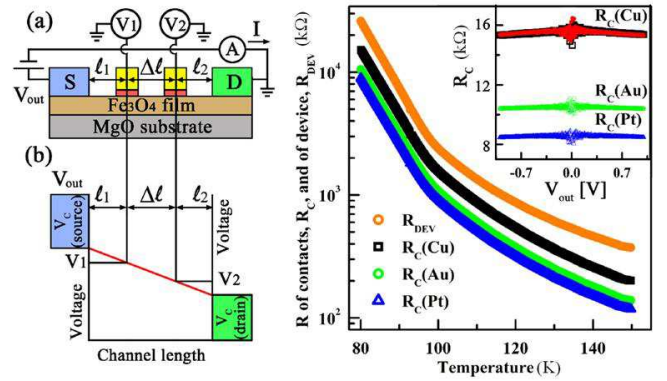 (a)
V1
V2
I
A
S
ℓ1
Δℓ
ℓ2
D
Vout
Fe3O4 film
MgO substrate
(b)
Vout
ℓ1
Δℓ
ℓ2
VC
(source)
Voltage
V1
V2
Voltage
VC
(drain)
Channel length
R of contacts, RC, and of device, RDEV (kΩ)
10^4
10^3
10^2
80
100
120
140
Temperature(K)
RDEV
RC(Cu)
RC(Au)
RC(Pt)
RC (kΩ)
16
12
8
RC(Cu)
RC(Au)
RC(Pt)
-0.7
0.0
0.7
Vout [V]